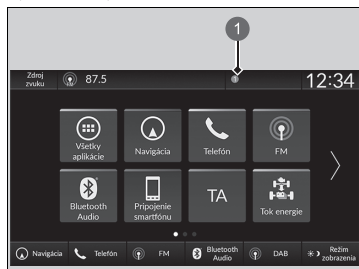 1
Zdroj
zvuku
87.5
12:34
Všetky
aplikácie
Navigácia
Telefón
FM
Bluetooth
Audio
Pripojenie
smartfónu
TA
Tok energie
Navigácia
Telefón
FM
Bluetooth
Audio
DAB
Režim
zobrazenia